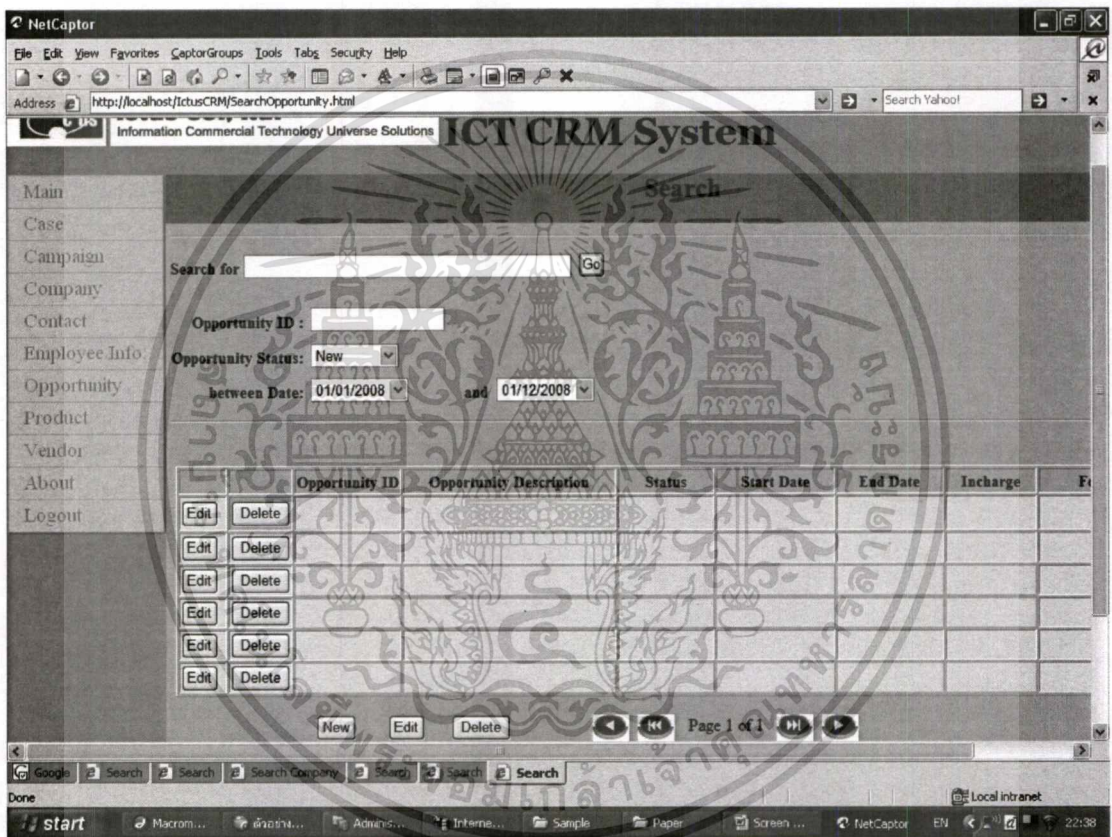 NetCaptor
File Edit View Favorites CaptorGroups Tools Tabs Security Help
Address http://localhost/IctusCRM/SearchOpportunity.html Search Yahoo!
Information Commercial Technology Universe Solutions
ICT CRM System
Search
Main
Case
Campaign
Company
Contact
Employee Info.
Opportunity
Product
Vendor
About
Logout
Search for Go
Opportunity ID :
Opportunity Status: New
between Date: 01/01/2008 and 01/12/2008
Opportunity ID Opportunity Description Status Start Date End Date Incharge
Edit Delete
Edit Delete
Edit Delete
Edit Delete
Edit Delete
Edit Delete
New Edit Delete Page 1 of 1
Google Search Search Search Company Search Search Search
Done Local intranet
start Macrom... Adminis... Interne... Sample Paper Screen ... NetCaptor EN 22:38